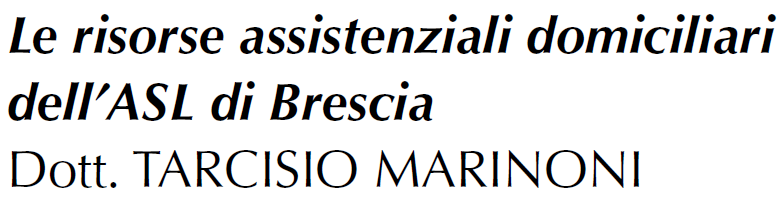 Le risorse assistenziali domiciliari
dell’ASL di Brescia
Dott. TARCISIO MARINONI